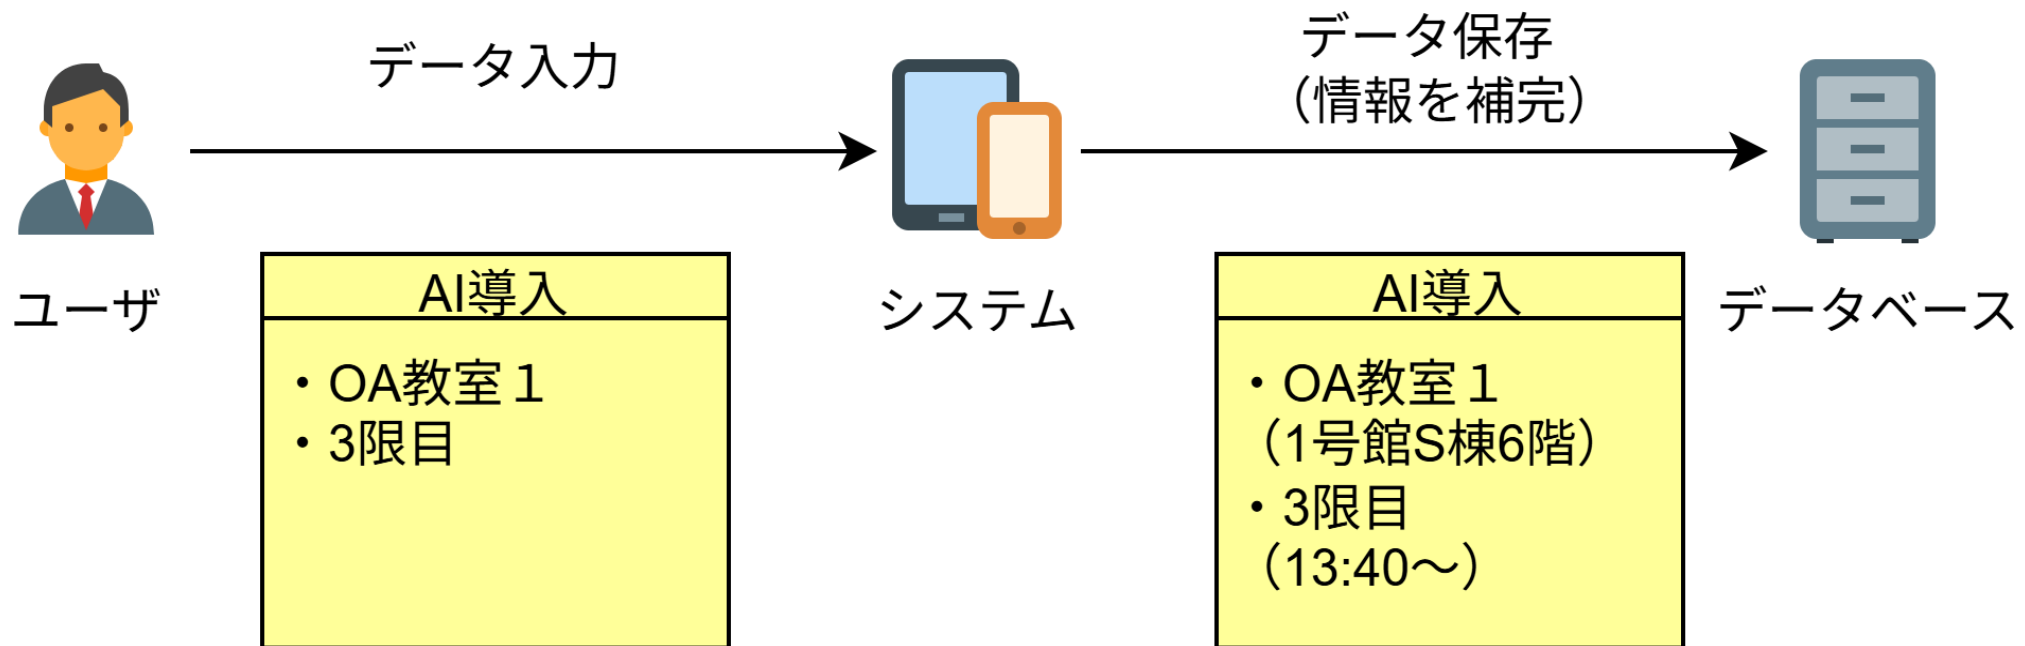 データ入力
データ保存
（情報を補完）
ユーザ
システム
データベース
AI導入
・OA教室１
・3限目
AI導入
・OA教室１
（1号館S棟6階）
・3限目
（13:40～）